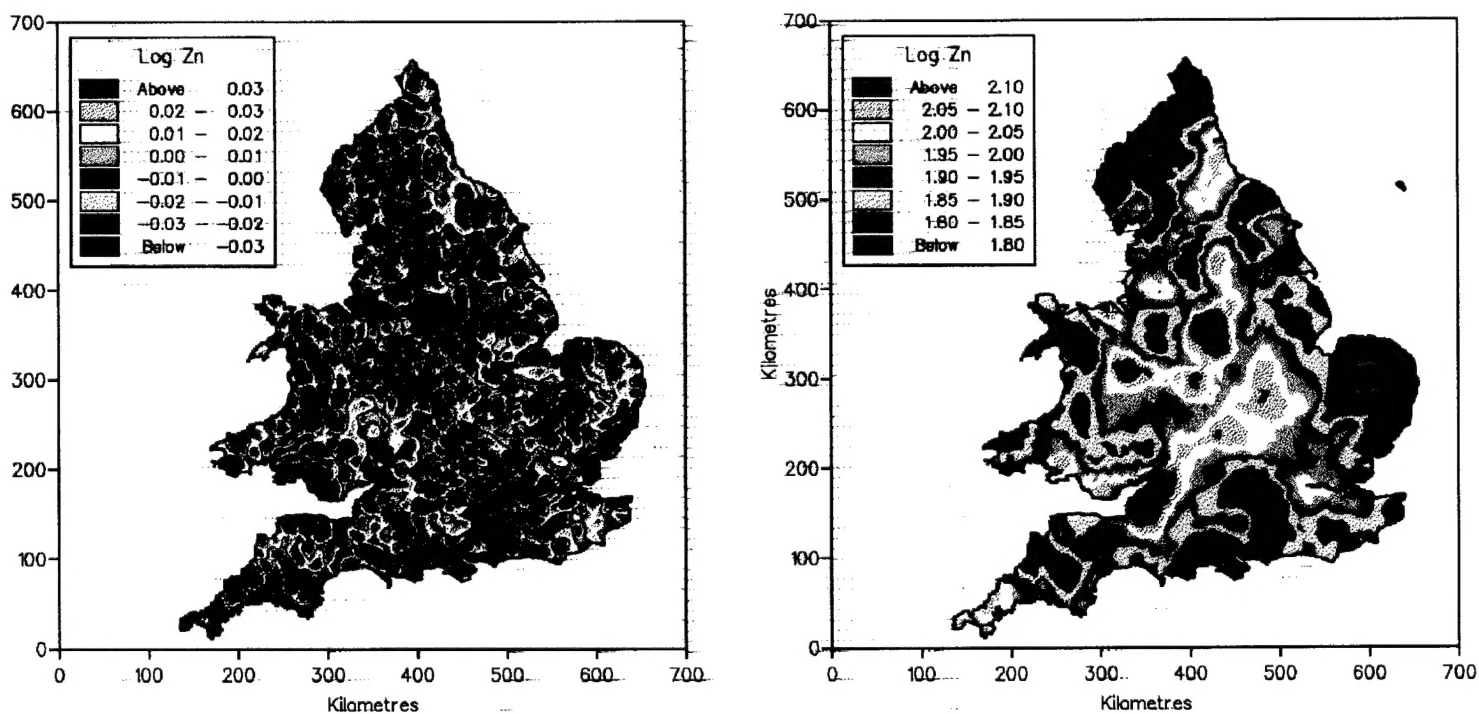 Log Zn
Above 0.03
0.02 – 0.03
0.01 – 0.02
0.00 – 0.01
−0.01 – 0.00
−0.02 – −0.01
−0.03 – −0.02
Below −0.03
700
600
500
400
300
200
100
0
0 100 200 300 400 500 600 700
Kilometres
Log Zn
Above 2.10
2.05 – 2.10
2.00 – 2.05
1.95 – 2.00
1.90 – 1.95
1.85 – 1.90
1.80 – 1.85
Below 1.80
700
600
500
400
300
200
100
0
Kilometres
0 100 200 300 400 500 600 700
Kilometres